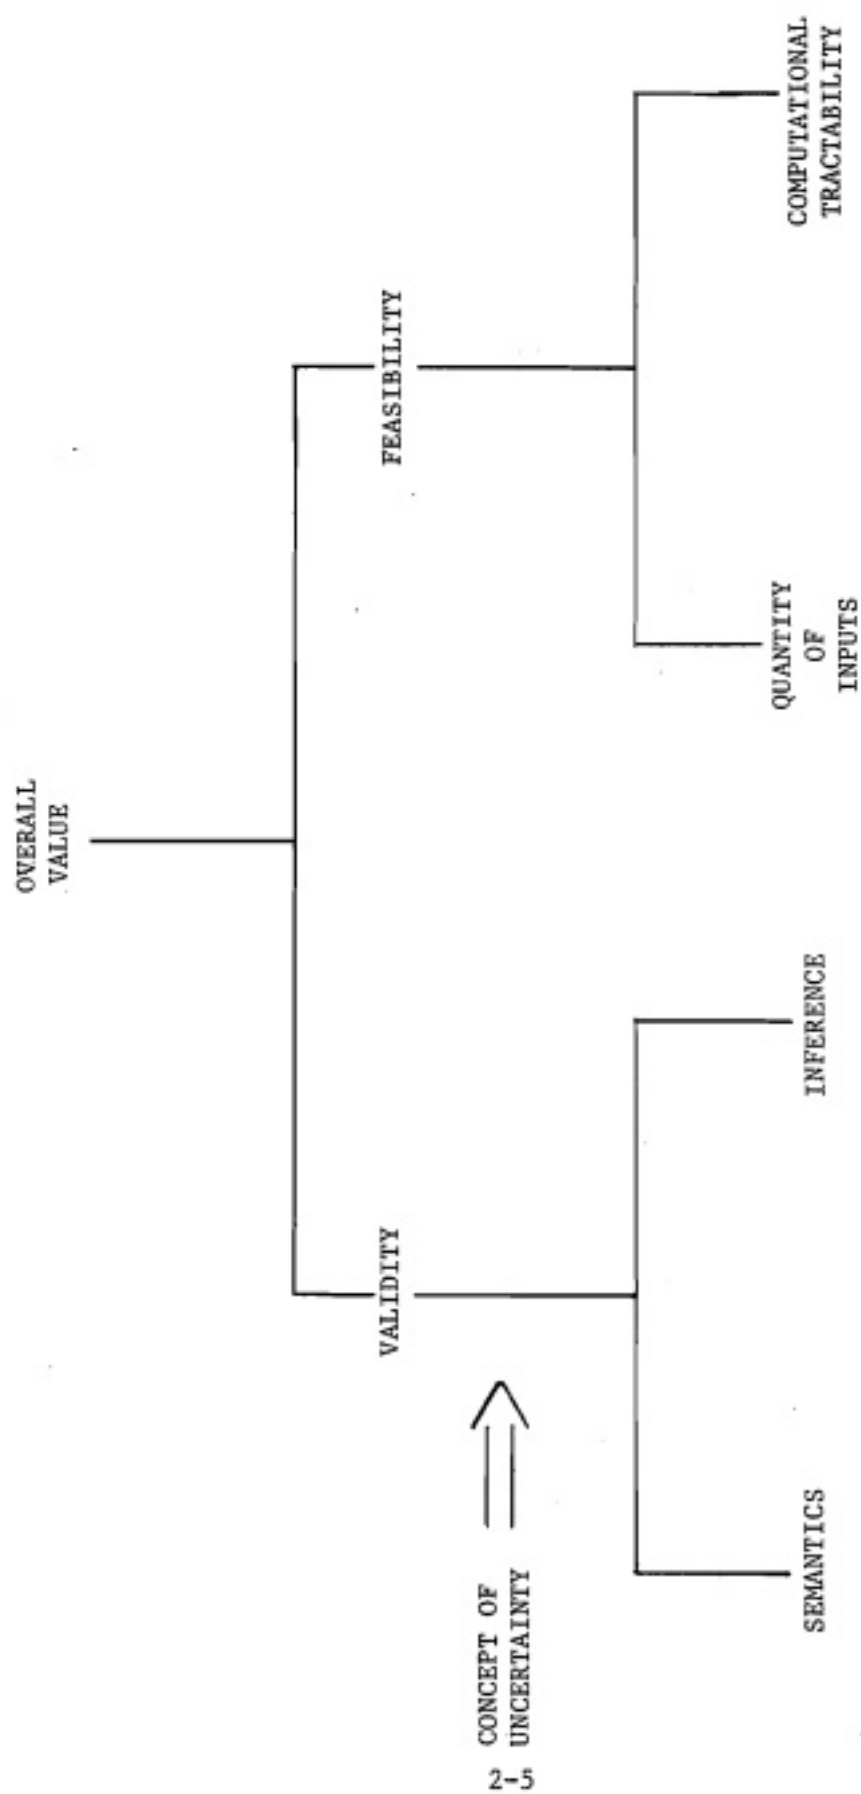 OVERALL
VALUE
VALIDITY
FEASIBILITY
CONCEPT OF
UNCERTAINTY
SEMANTICS
INFERENCE
QUANTITY
OF
INPUTS
COMPUTATIONAL
TRACTABILITY
2-5